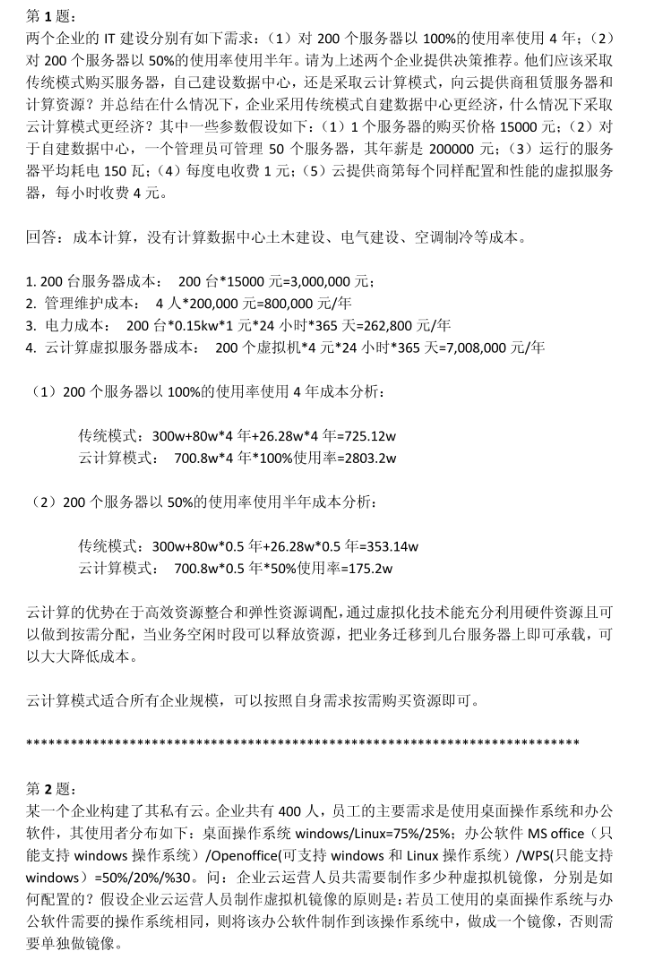 第 1 题：
两个企业的 IT 建设分别有如下需求：（1）对 200 个服务器以 100%的使用率使用 4 年；（2）
对 200 个服务器以 50%的使用率使用半年。请为上述两个企业提供决策推荐。他们应该采取
传统模式购买服务器，自己建设数据中心，还是采取云计算模式，向云提供商租赁服务器和
计算资源？并总结在什么情况下，企业采用传统模式自建数据中心更经济，什么情况下采取
云计算模式更经济？其中一些参数假设如下：（1）1 个服务器的购买价格 15000 元；（2）对
于自建数据中心，一个管理员可管理 50 个服务器，其年薪是 200000 元；（3）运行的服务
器平均耗电 150 瓦；（4）每度电收费 1 元；（5）云提供商第每个同样配置和性能的虚拟服务
器，每小时收费 4 元。
回答：成本计算，没有计算数据中心土木建设、电气建设、空调制冷等成本。
1. 200 台服务器成本： 200 台*15000 元=3,000,000 元；
2. 管理维护成本： 4 人*200,000 元=800,000 元/年
3. 电力成本： 200 台*0.15kw*1 元*24 小时*365 天=262,800 元/年
4. 云计算虚拟服务器成本： 200 个虚拟机*4 元*24 小时*365 天=7,008,000 元/年
（1）200 个服务器以 100%的使用率使用 4 年成本分析：
传统模式：300w+80w*4 年+26.28w*4 年=725.12w
云计算模式： 700.8w*4 年*100%使用率=2803.2w
（2）200 个服务器以 50%的使用率使用半年成本分析：
传统模式：300w+80w*0.5 年+26.28w*0.5 年=353.14w
云计算模式： 700.8w*0.5 年*50%使用率=175.2w
云计算的优势在于高效资源整合和弹性资源调配，通过虚拟化技术能充分利用硬件资源且可
以做到按需分配，当业务空闲时段可以释放资源，把业务迁移到几台服务器上即可承载，可
以大大降低成本。
云计算模式适合所有企业规模，可以按照自身需求按需购买资源即可。
***************************************************************************
第 2 题：
某一个企业构建了其私有云。企业共有 400 人，员工的主要需求是使用桌面操作系统和办公
软件，其使用者分布如下：桌面操作系统 windows/Linux=75%/25%；办公软件 MS office（只
能支持 windows 操作系统）/Openoffice(可支持 windows 和 Linux 操作系统）/WPS(只能支持
windows）=50%/20%/%30。问：企业云运营人员共需要制作多少种虚拟机镜像，分别是如
何配置的？假设企业云运营人员制作虚拟机镜像的原则是：若员工使用的桌面操作系统与办
公软件需要的操作系统相同，则将该办公软件制作到该操作系统中，做成一个镜像，否则需
要单独做镜像。